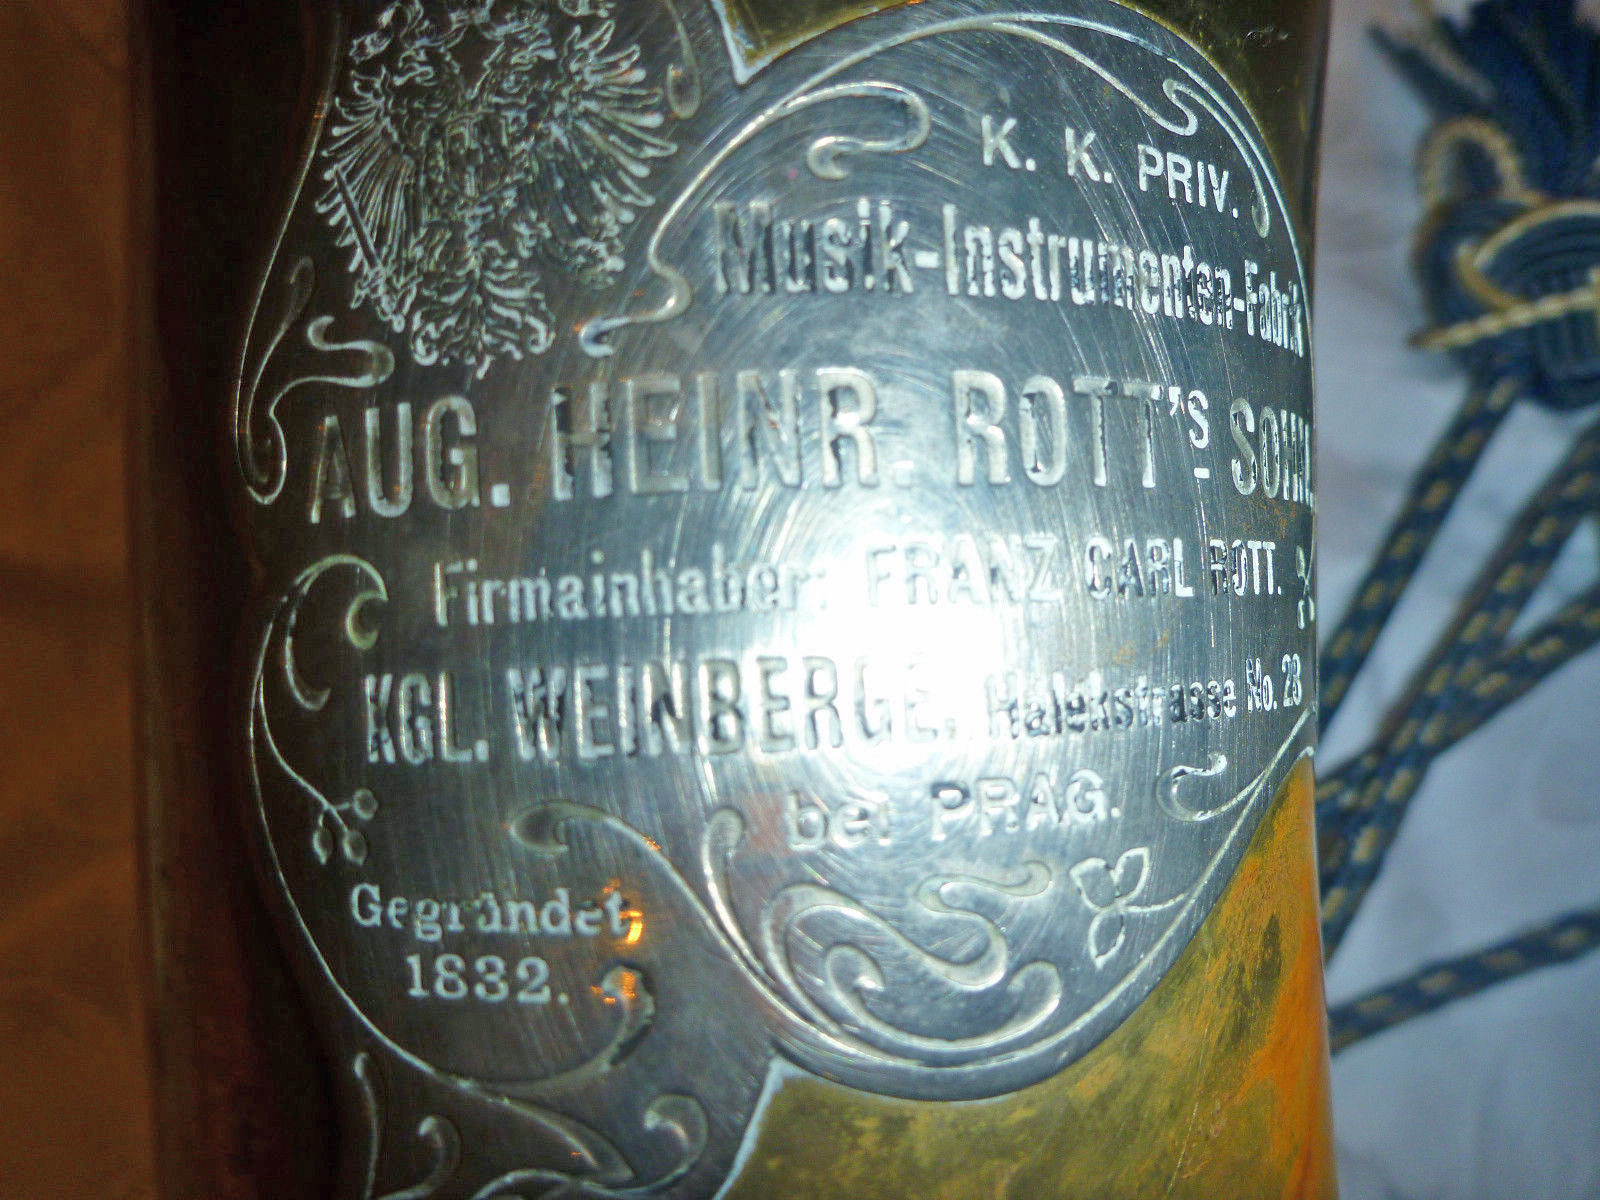 K. K. PRIV.
Musik-Instrumenten-Fabrik
AUG. HEINR. ROTT'S SOHN.
Firmainhaber: FRANZ CARL ROTT.
KGL. WEINBERGE, Halekstrasse No. 23
bei PRAG.
Gegründet
1832.